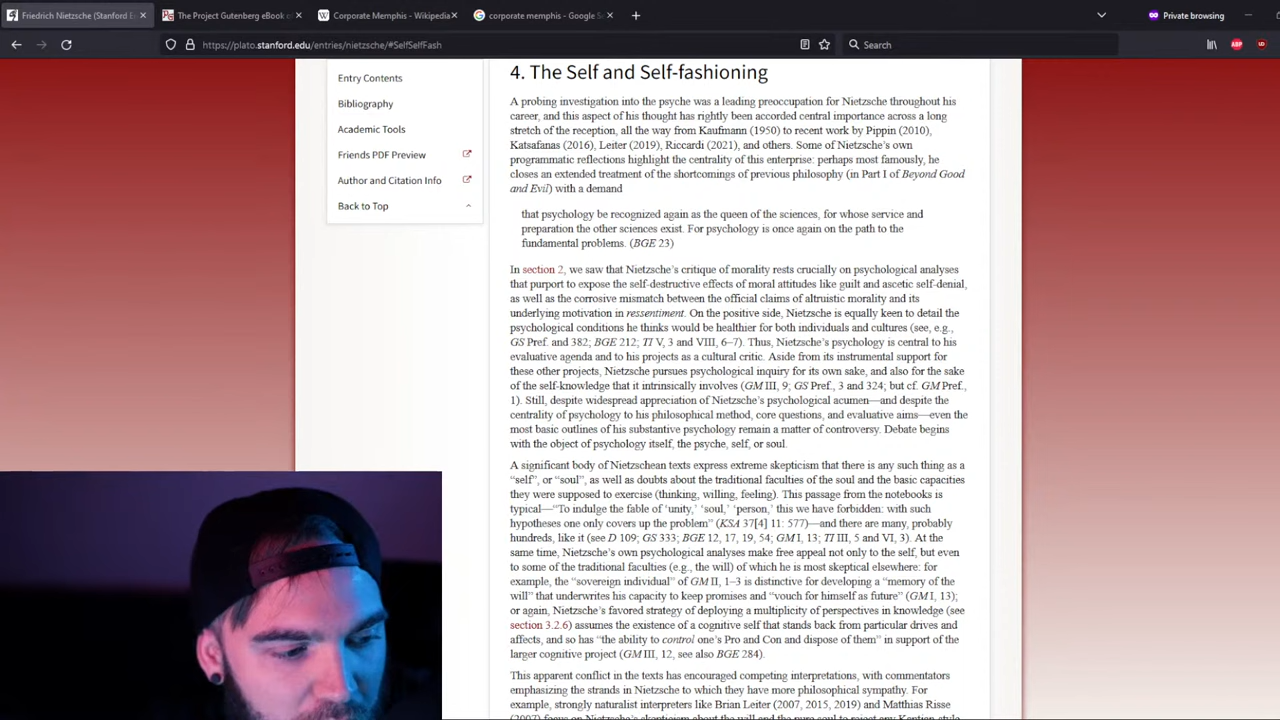 Friedrich Nietzsche (Stanford E
The Project Gutenberg eBook of
Corporate Memphis - Wikipedia
corporate memphis - Google S
Private browsing
https://plato.stanford.edu/entries/nietzsche/#SelfSelfFash
Search
ABP
Entry Contents
Bibliography
Academic Tools
Friends PDF Preview
Author and Citation Info
Back to Top
4. The Self and Self-fashioning
A probing investigation into the psyche was a leading preoccupation for Nietzsche throughout his
career, and this aspect of his thought has rightly been accorded central importance across a long
stretch of the reception, all the way from Kaufmann (1950) to recent work by Pippin (2010),
Katsafanas (2016), Leiter (2019), Riccardi (2021), and others. Some of Nietzsche's own
programmatic reflections highlight the centrality of this enterprise: perhaps most famously, he
closes an extended treatment of the shortcomings of previous philosophy (in Part I of Beyond Good
and Evil) with a demand
that psychology be recognized again as the queen of the sciences, for whose service and
preparation the other sciences exist. For psychology is once again on the path to the
fundamental problems. (BGE 23)
In section 2, we saw that Nietzsche's critique of morality rests crucially on psychological analyses
that purport to expose the self-destructive effects of moral attitudes like guilt and ascetic self-denial,
as well as the corrosive mismatch between the official claims of altruistic morality and its
underlying motivation in ressentiment. On the positive side, Nietzsche is equally keen to detail the
psychological conditions he thinks would be healthier for both individuals and cultures (see, e.g.,
GS Pref. and 382; BGE 212; TI V, 3 and VIII, 6–7). Thus, Nietzsche's psychology is central to his
evaluative agenda and to his projects as a cultural critic. Aside from its instrumental support for
these other projects, Nietzsche pursues psychological inquiry for its own sake, and also for the sake
of the self-knowledge that it intrinsically involves (GM III, 9; GS Pref., 3 and 324; but cf. GM Pref.,
1). Still, despite widespread appreciation of Nietzsche's psychological acumen—and despite the
centrality of psychology to his philosophical method, core questions, and evaluative aims—even the
most basic outlines of his substantive psychology remain a matter of controversy. Debate begins
with the object of psychology itself, the psyche, self, or soul.
A significant body of Nietzschean texts express extreme skepticism that there is any such thing as a
“self”, or “soul”, as well as doubts about the traditional faculties of the soul and the basic capacities
they were supposed to exercise (thinking, willing, feeling). This passage from the notebooks is
typical—“To indulge the fable of ‘unity,’ ‘soul,’ ‘person,’ this we have forbidden: with such
hypotheses one only covers up the problem” (KSA 37[4] 11: 577)—and there are many, probably
hundreds, like it (see D 109; GS 333; BGE 12, 17, 19, 54; GM I, 13; TI III, 5 and VI, 3). At the
same time, Nietzsche's own psychological analyses make free appeal not only to the self, but even
to some of the traditional faculties (e.g., the will) of which he is most skeptical elsewhere: for
example, the “sovereign individual” of GM II, 1–3 is distinctive for developing a “memory of the
will” that underwrites his capacity to keep promises and “vouch for himself as future” (GM I, 13);
or again, Nietzsche's favored strategy of deploying a multiplicity of perspectives in knowledge (see
section 3.2.6) assumes the existence of a cognitive self that stands back from particular drives and
affects, and so has “the ability to control one's Pro and Con and dispose of them” in support of the
larger cognitive project (GM III, 12, see also BGE 284).
This apparent conflict in the texts has encouraged competing interpretations, with commentators
emphasizing the strands in Nietzsche to which they have more philosophical sympathy. For
example, strongly naturalist interpreters like Brian Leiter (2007, 2015, 2019) and Matthias Risse
(2007) focus on Nietzsche's skepticism about the will and the pure soul to reject any Kantian-style